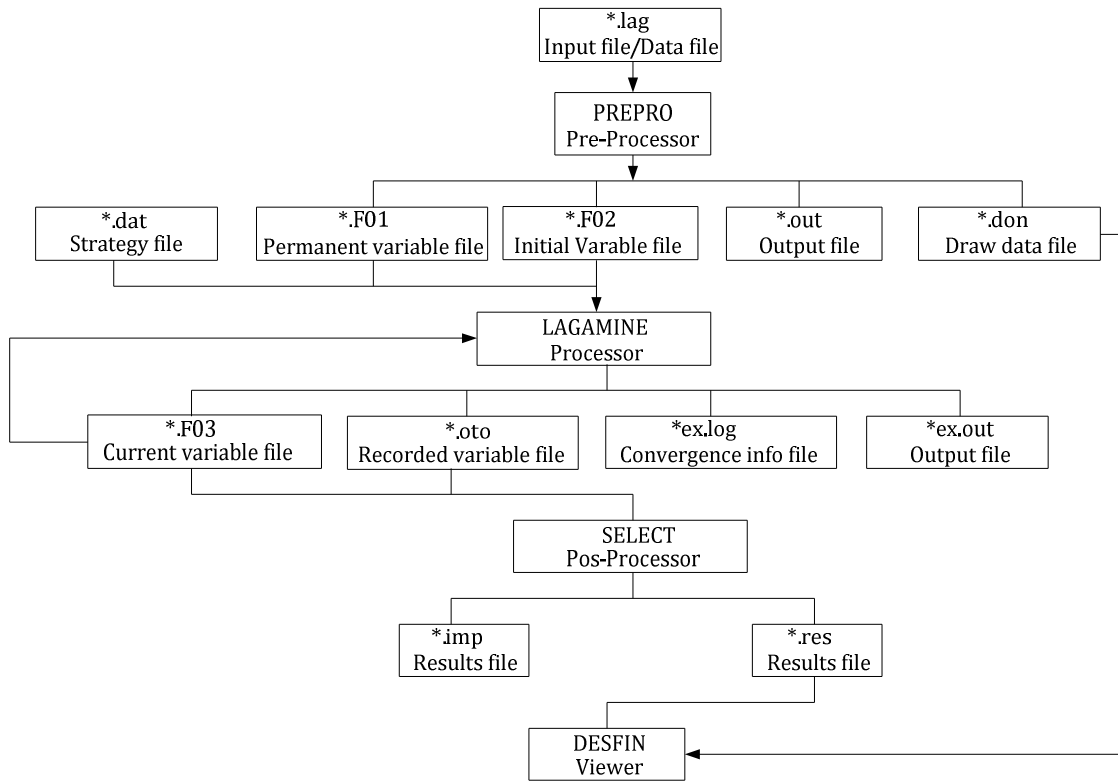 *.lag
Input file/Data file
PREPRO
Pre-Processor
*.dat
Strategy file
*.F01
Permanent variable file
*.F02
Initial Varable file
*.out
Output file
*.don
Draw data file
LAGAMINE
Processor
*.F03
Current variable file
*.oto
Recorded variable file
*ex.log
Convergence info file
*ex.out
Output file
SELECT
Pos-Processor
*.imp
Results file
*.res
Results file
DESFIN
Viewer